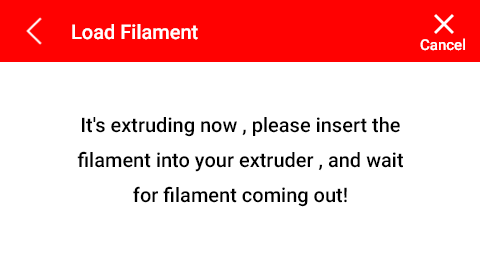 Load Filament
Cancel
It's extruding now , please insert the
filament into your extruder , and wait
for filament coming out!